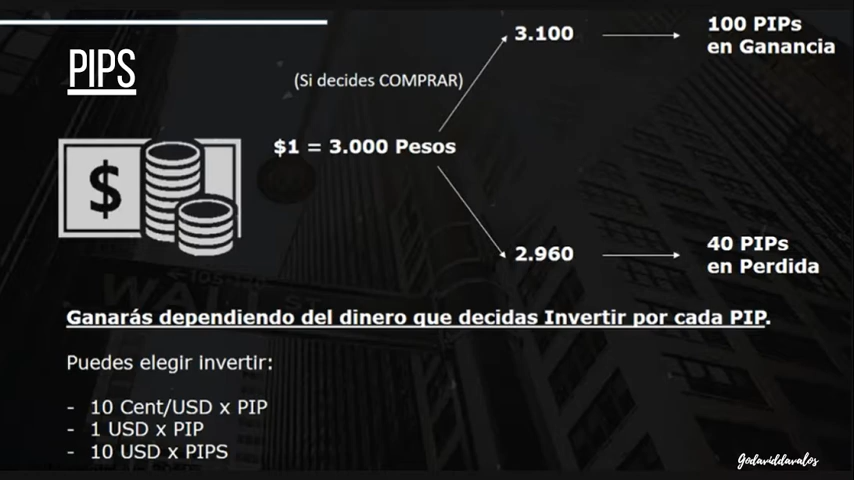 PIPS
(Si decides COMPRAR)
3.100
100 PIPs
en Ganancia
$
$1 = 3.000 Pesos
2.960
40 PIPs
en Perdida
WALL ST
Ganarás dependiendo del dinero que decidas Invertir por cada PIP.
Puedes elegir invertir:
- 10 Cent/USD x PIP
- 1 USD x PIP
- 10 USD x PIPS
Godaviddavalos